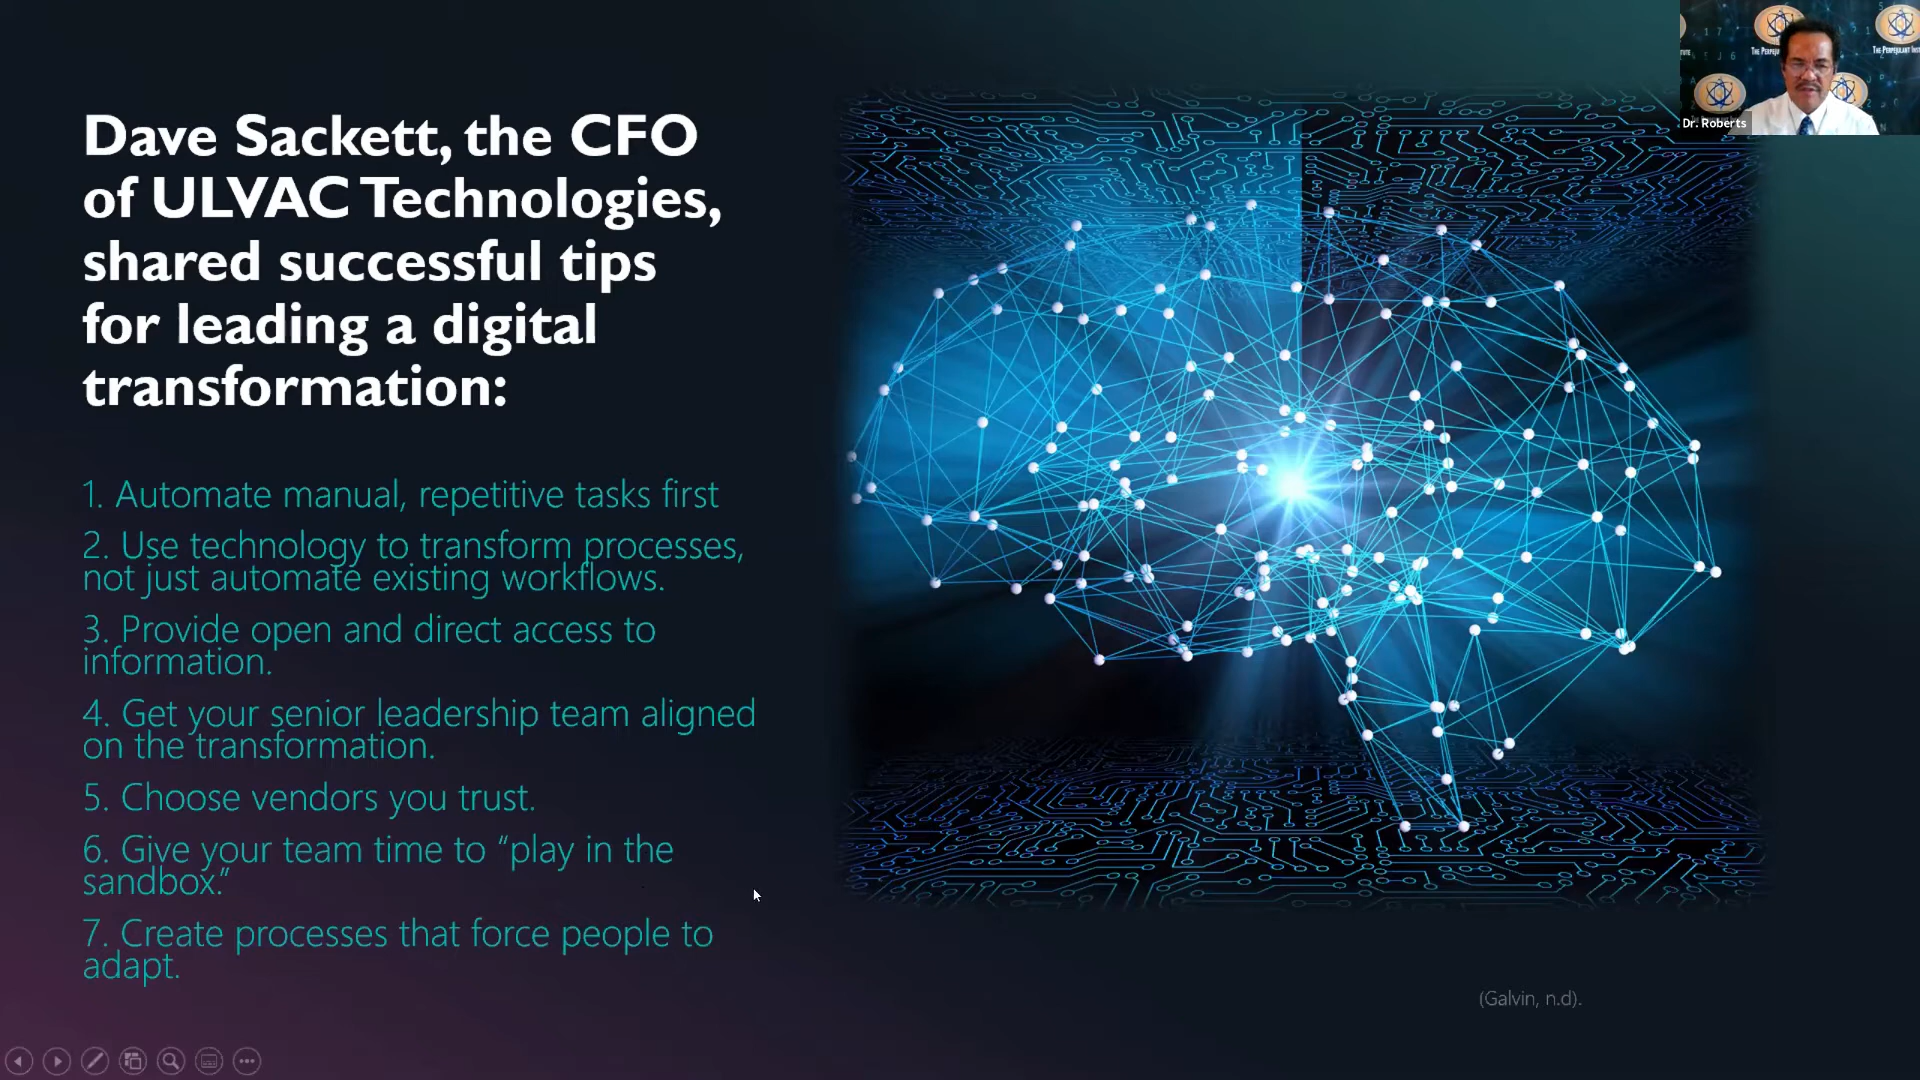 Dave Sackett, the CFO
of ULVAC Technologies,
shared successful tips
for leading a digital
transformation:
1. Automate manual, repetitive tasks first
2. Use technology to transform processes,
not just automate existing workflows.
3. Provide open and direct access to
information.
4. Get your senior leadership team aligned
on the transformation.
5. Choose vendors you trust.
6. Give your team time to “play in the
sandbox.”
7. Create processes that force people to
adapt.
(Galvin, n.d).
Dr. Roberts